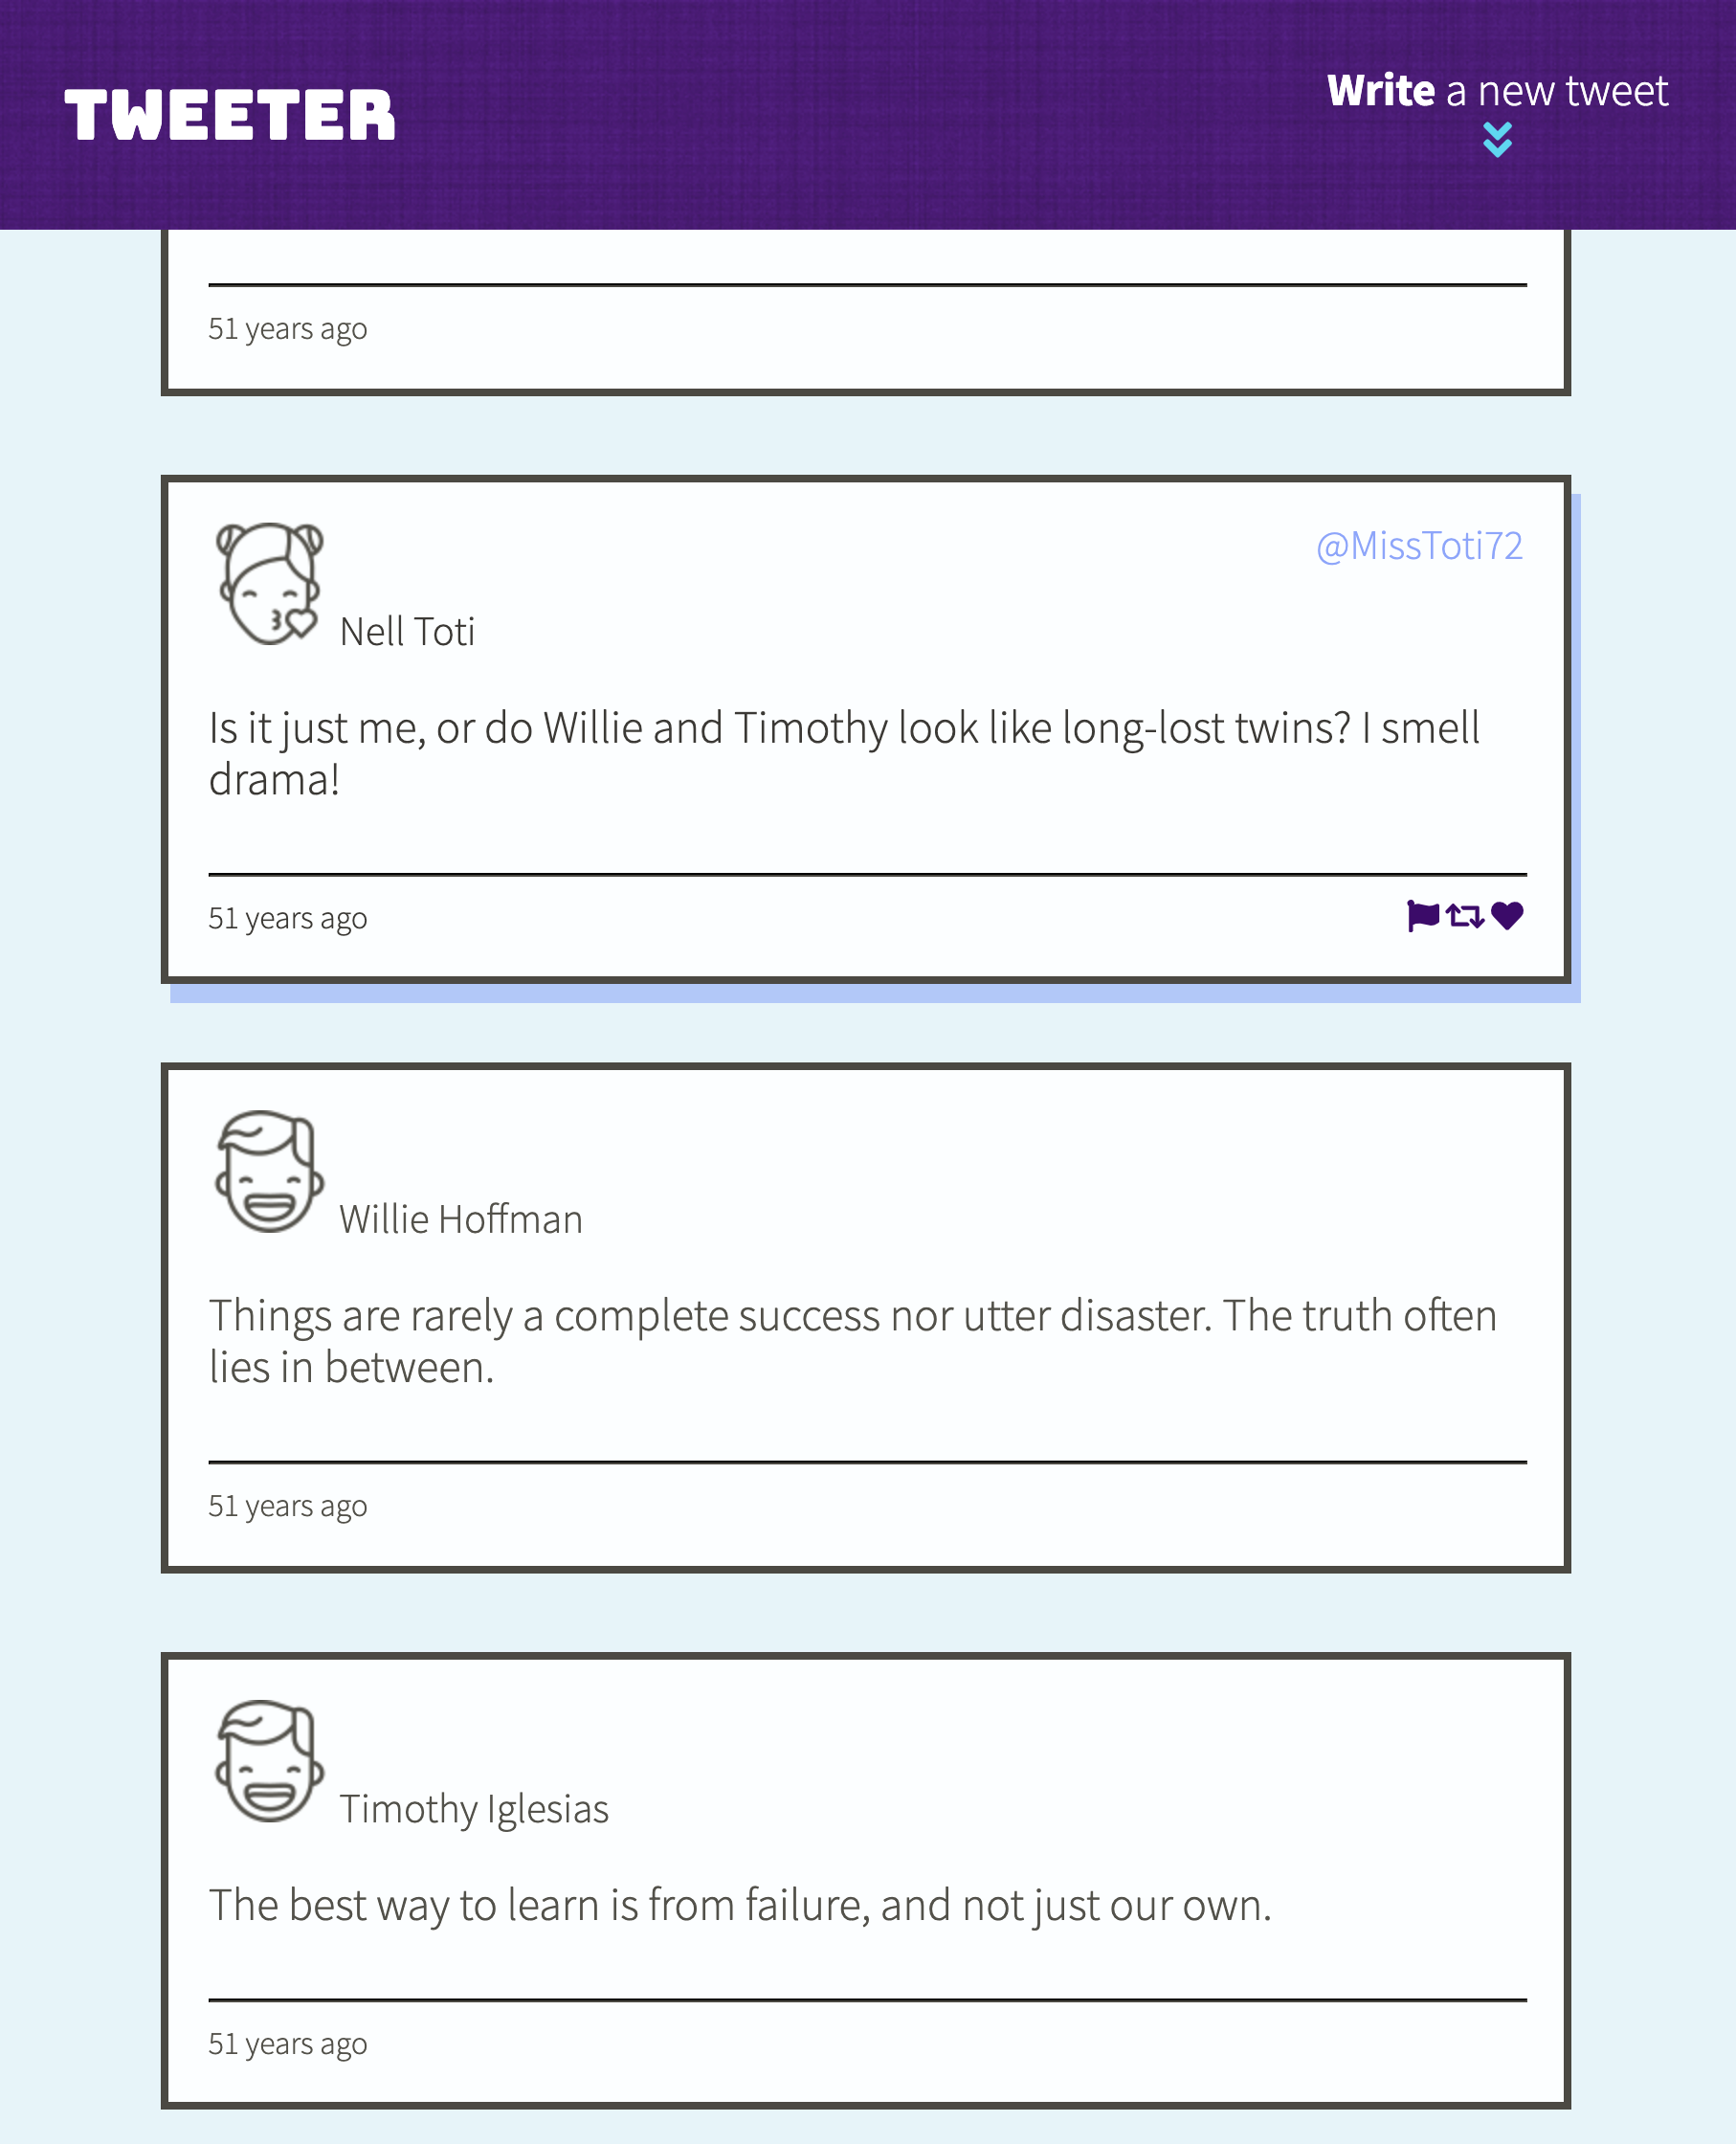 TWEETER
Write a new tweet
51 years ago
@MissToti72
Nell Toti
Is it just me, or do Willie and Timothy look like long-lost twins? I smell
drama!
51 years ago
Willie Hoffman
Things are rarely a complete success nor utter disaster. The truth often
lies in between.
51 years ago
Timothy Iglesias
The best way to learn is from failure, and not just our own.
51 years ago